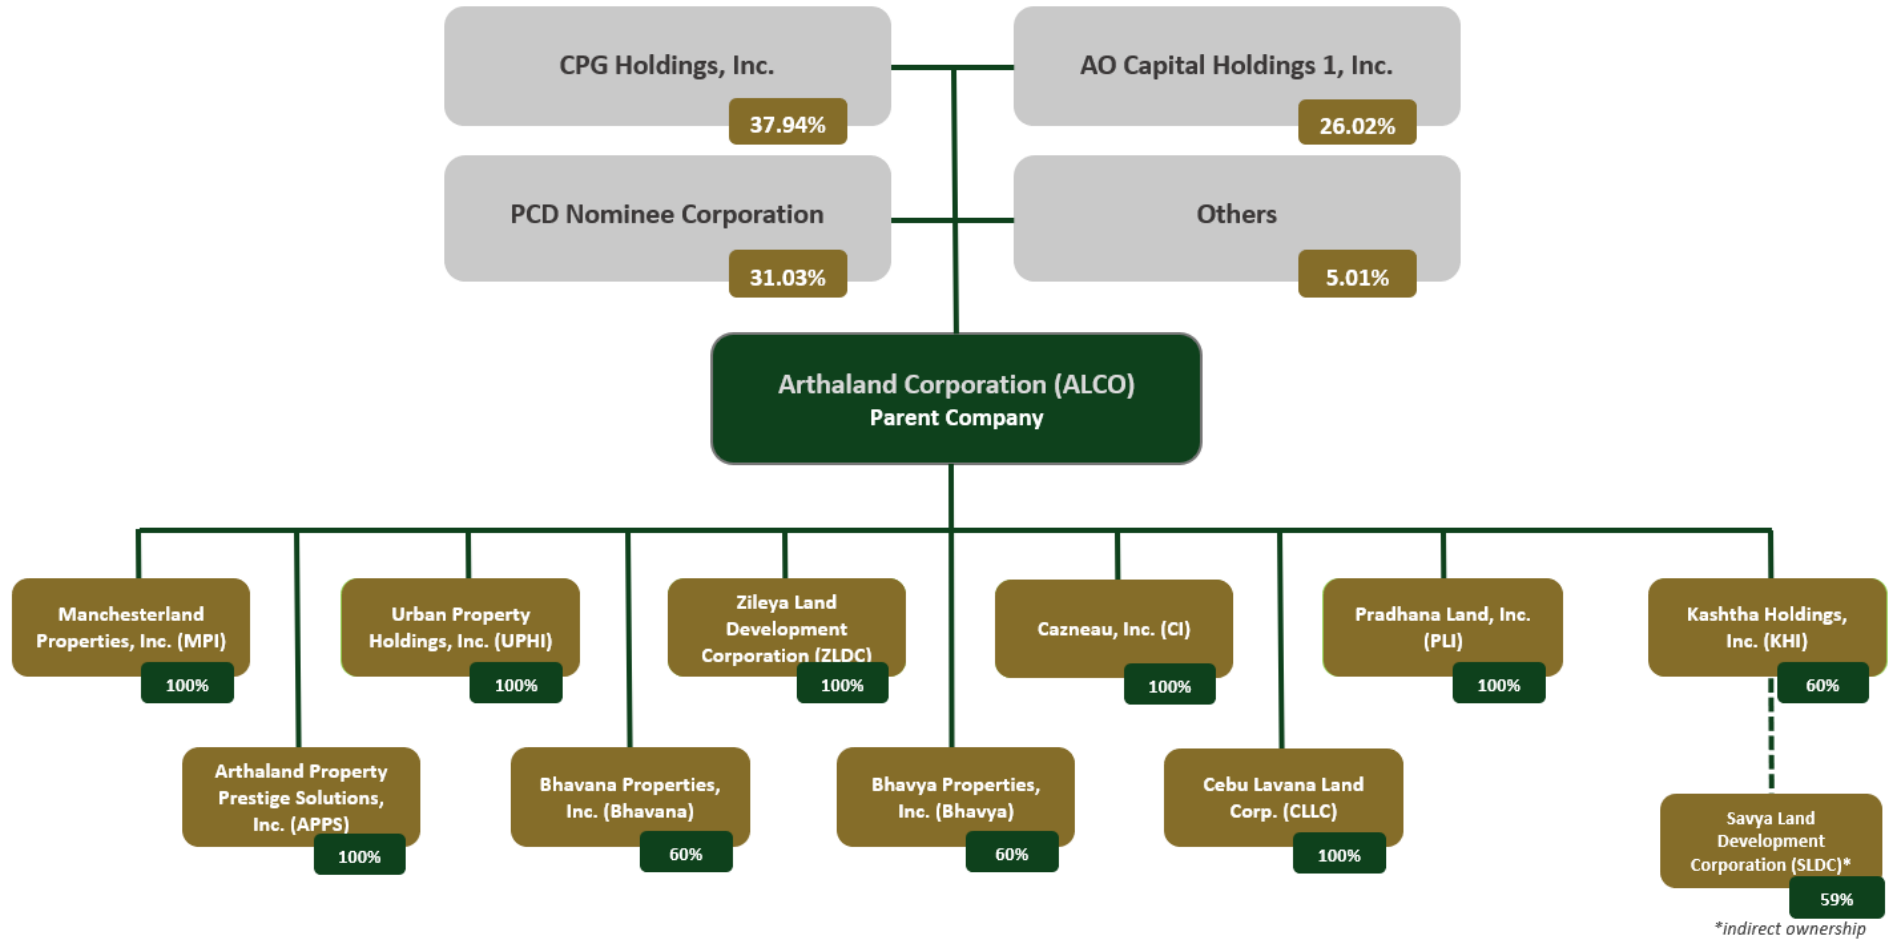 CPG Holdings, Inc.
37.94%
AO Capital Holdings 1, Inc.
26.02%
PCD Nominee Corporation
31.03%
Others
5.01%
Arthaland Corporation (ALCO)
Parent Company
Manchesterland
Properties, Inc. (MPI)
100%
Urban Property
Holdings, Inc. (UPHI)
100%
Zileya Land
Development
Corporation (ZLDC)
100%
Cazneau, Inc. (CI)
100%
Pradhana Land, Inc.
(PLI)
100%
Kashtha Holdings,
Inc. (KHI)
60%
Arthaland Property
Prestige Solutions,
Inc. (APPS)
100%
Bhavana Properties,
Inc. (Bhavana)
60%
Bhavya Properties,
Inc. (Bhavya)
60%
Cebu Lavana Land
Corp. (CLLC)
100%
Savya Land
Development
Corporation (SLDC)*
59%
*indirect ownership